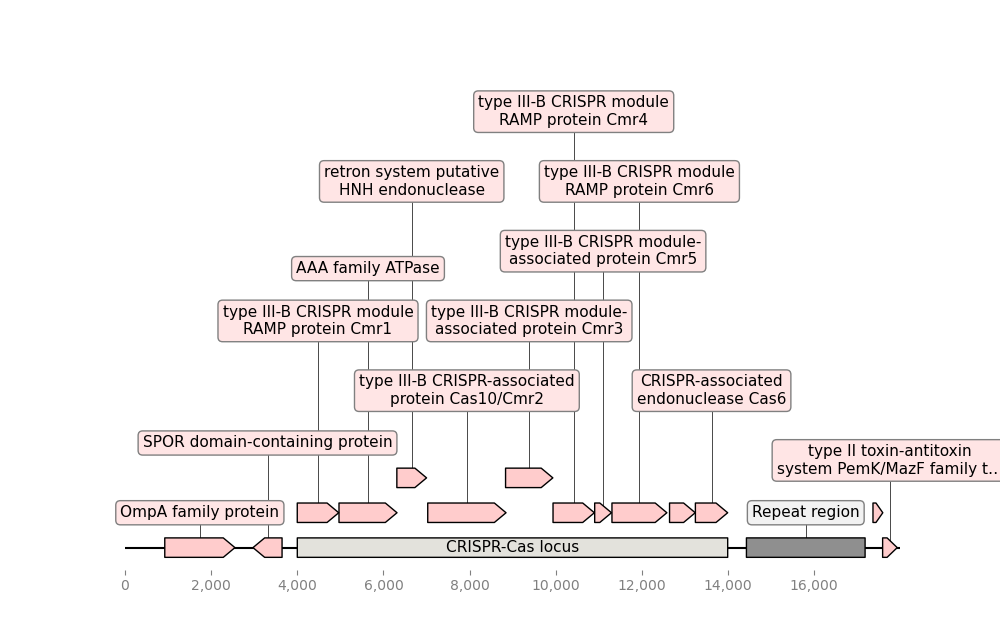 type III-B CRISPR module
RAMP protein Cmr4
retron system putative
HNH endonuclease
type III-B CRISPR module
RAMP protein Cmr6
type III-B CRISPR module-
associated protein Cmr5
AAA family ATPase
type III-B CRISPR module
RAMP protein Cmr1
type III-B CRISPR module-
associated protein Cmr3
type III-B CRISPR-associated
protein Cas10/Cmr2
CRISPR-associated
endonuclease Cas6
SPOR domain-containing protein
type II toxin-antitoxin
system PemK/MazF family t..
OmpA family protein
Repeat region
CRISPR-Cas locus
0 2,000 4,000 6,000 8,000 10,000 12,000 14,000 16,000